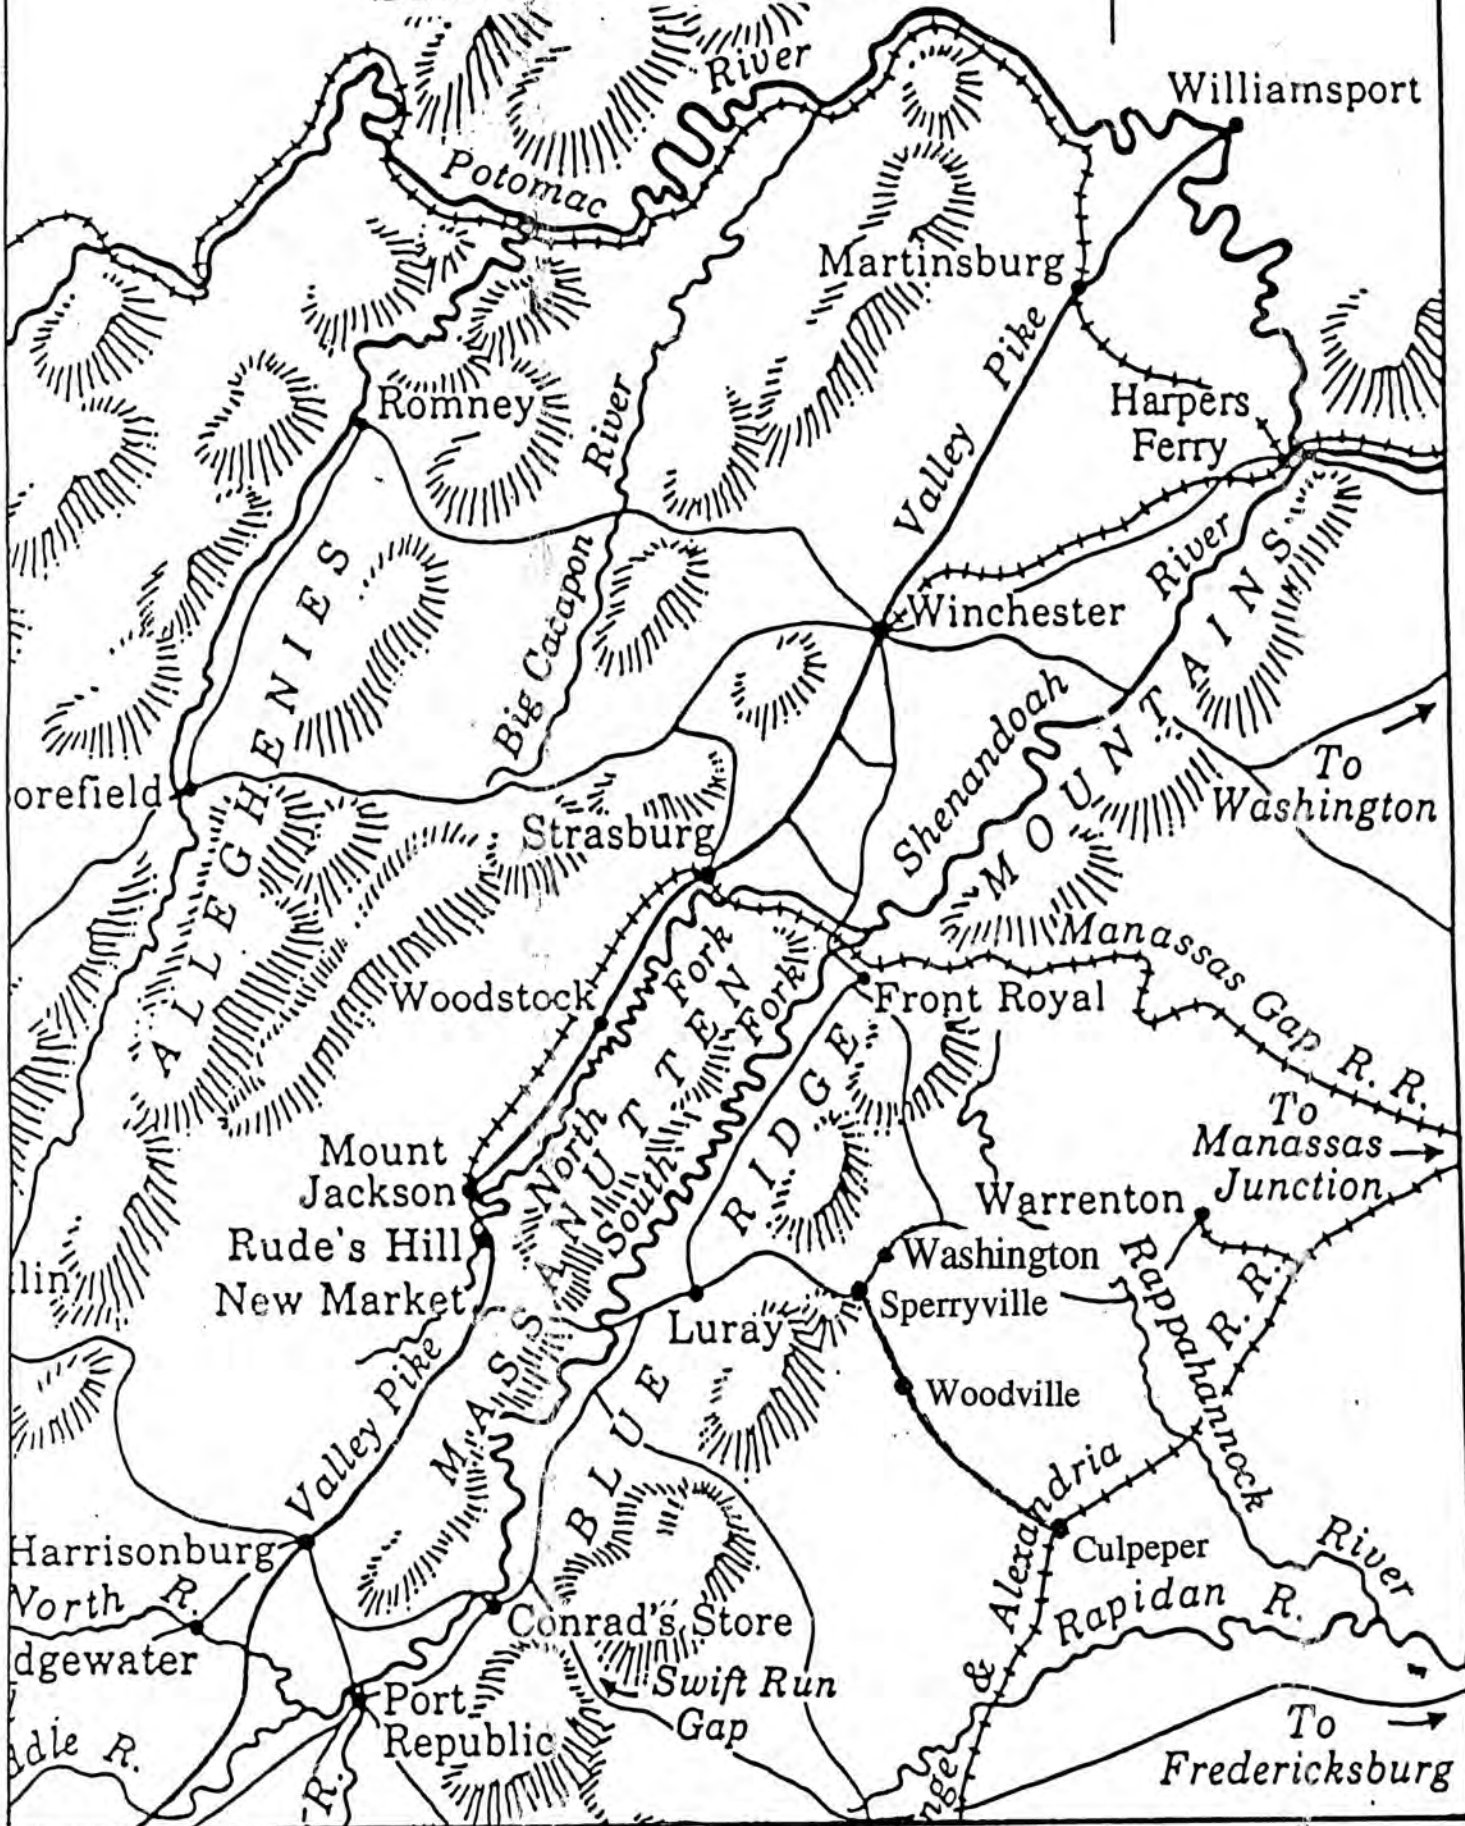 River
Williamsport
Potomac
Martinsburg
Valley Pike
Romney
Harpers
Ferry
River
River
Winchester
Big Cacapon
ALLEGHENIES
Shenandoah
MOUNTAINS
To
Washington
orefield
Strasburg
Manassas Gap R. R.
Woodstock
North Fork
South Fork
Front Royal
MASSANUTTEN
BLUE RIDGE
To
Manassas
Junction
Mount
Jackson
Rude's Hill
New Market
Warrenton
Washington
Sperryville
Luray
lin
Rappahannock
River
R. R.
Woodville
Valley Pike
Harrisonburg
North R.
dgewater
Culpeper
nge & Alexandria
Rapidan R.
Conrad's Store
Swift Run
Gap
Port
Republic
dle R.
R.
To
Fredericksburg